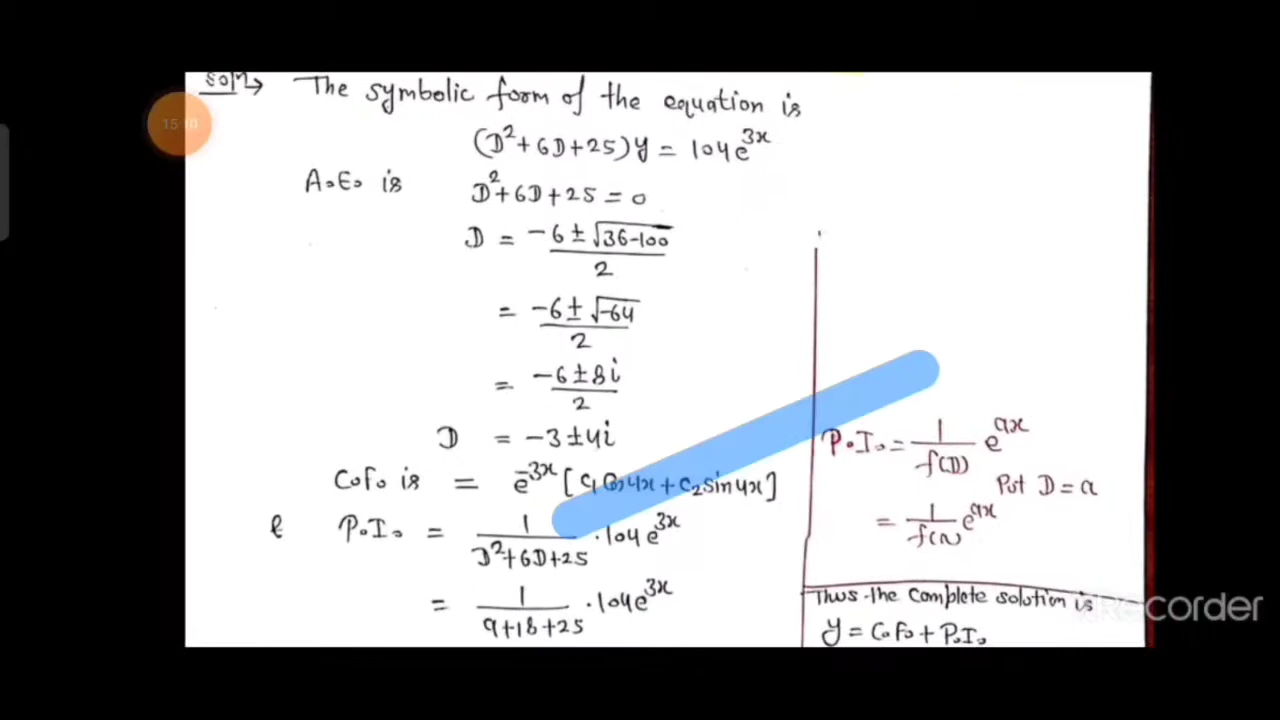 Soln→ The symbolic form of the equation is
(D²+6D+25)y = 104e^{3x}
A.E. is D²+6D+25 = 0
D = (-6 ± √(36-100))/2
= (-6 ± √-64)/2
= (-6 ± 8i)/2
D = -3 ± 4i
C.F. is = e^{-3x} [C₁ Cos4x + C₂ sin4x]
& P.I. = 1/(D²+6D+25) · 104e^{3x}
= 1/(9+18+25) · 104e^{3x}
P.I. = 1/f(D) e^{ax}
Put D = a
= 1/f(a) e^{ax}
Thus the complete solution is
y = C.F. + P.I.
15:10
Recorder